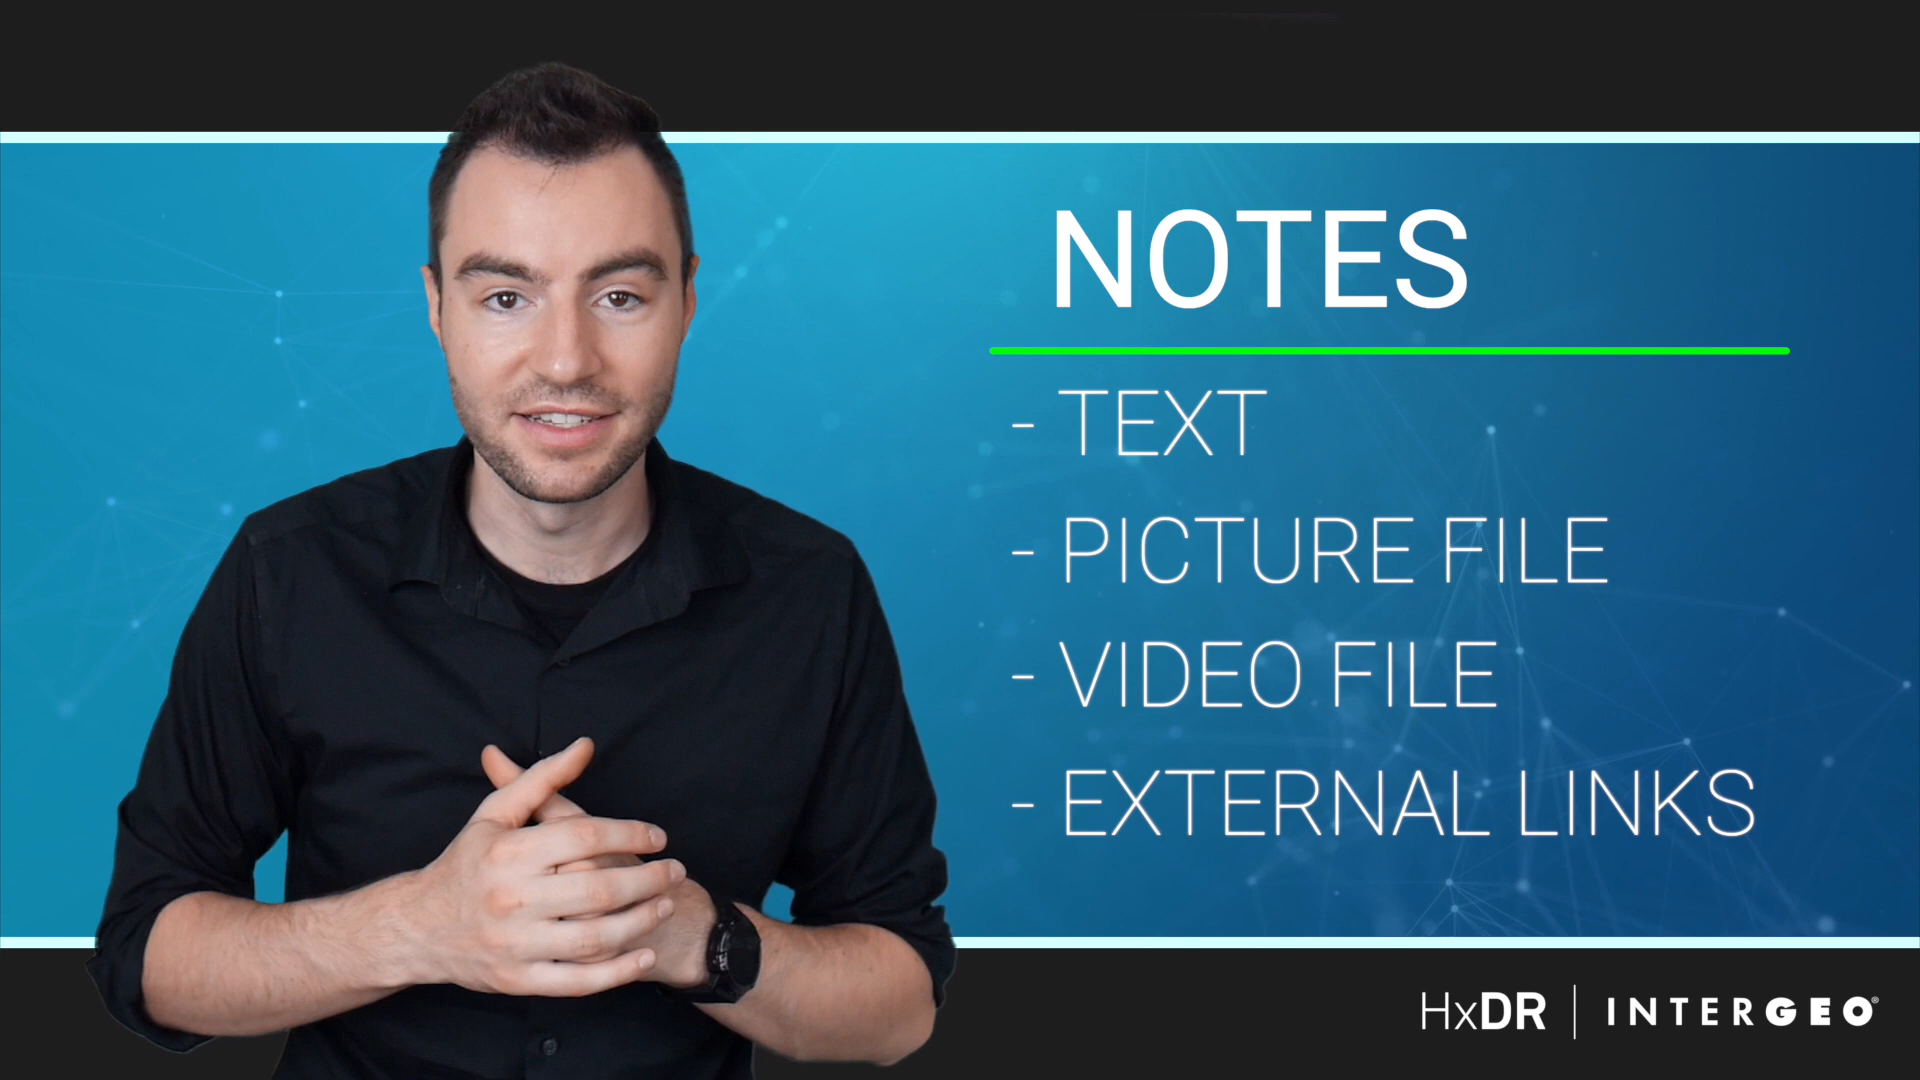 NOTES
- TEXT
- PICTURE FILE
- VIDEO FILE
- EXTERNAL LINKS
HxDR | INTERGEO®